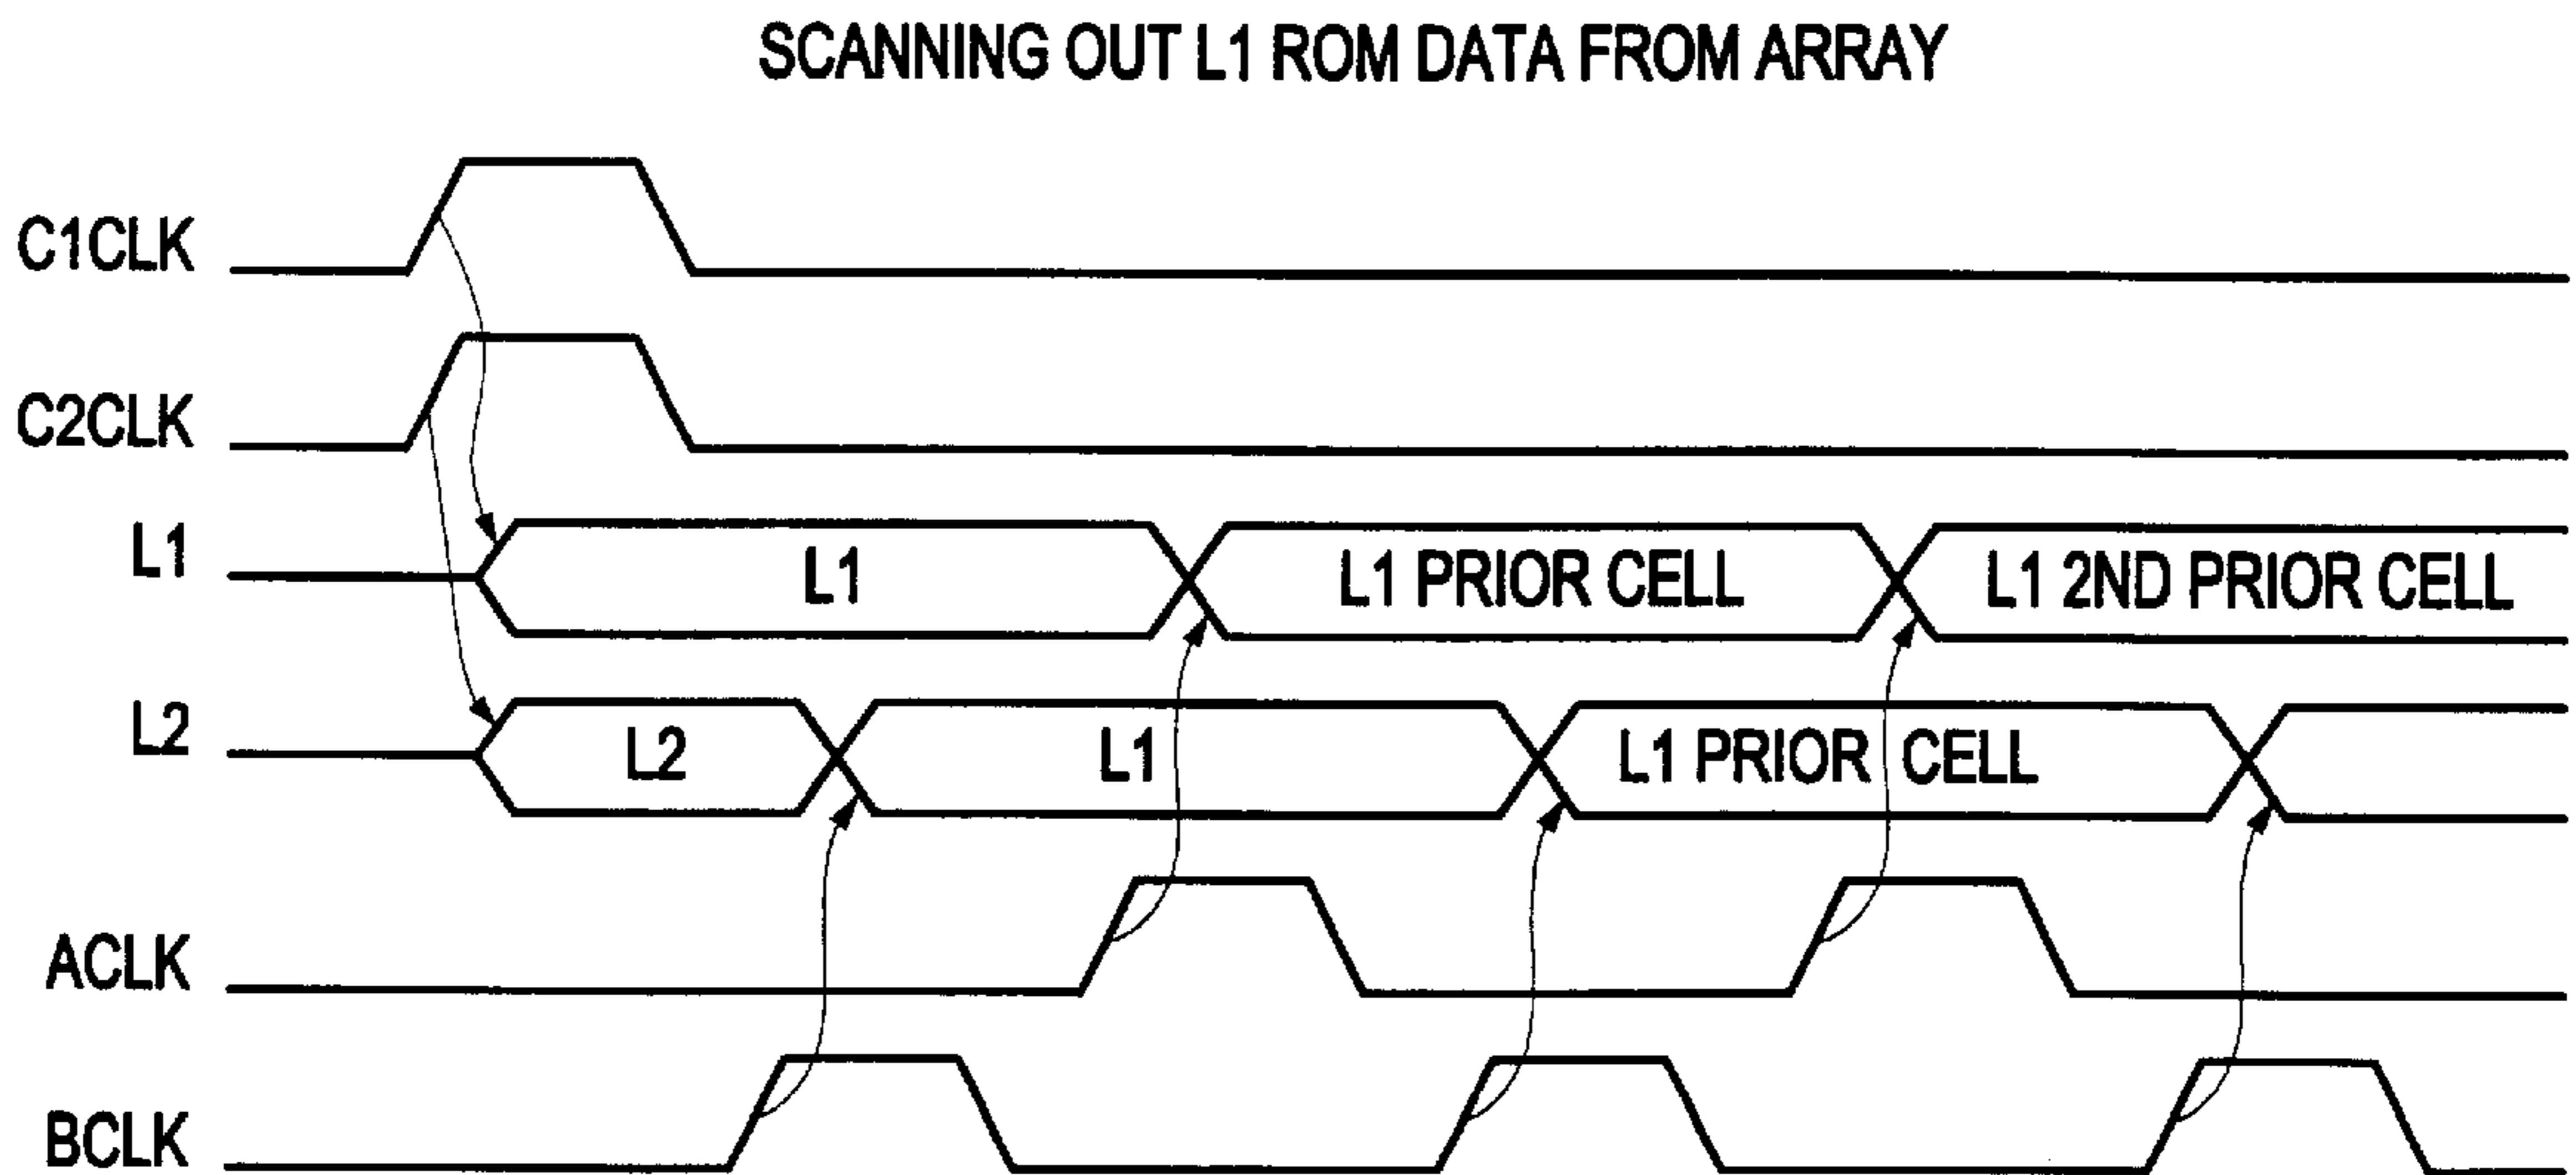 SCANNING OUT L1 ROM DATA FROM ARRAY
C1CLK
C2CLK
L1 L1 L1 PRIOR CELL L1 2ND PRIOR CELL
L2 L2 L1 L1 PRIOR CELL
ACLK
BCLK